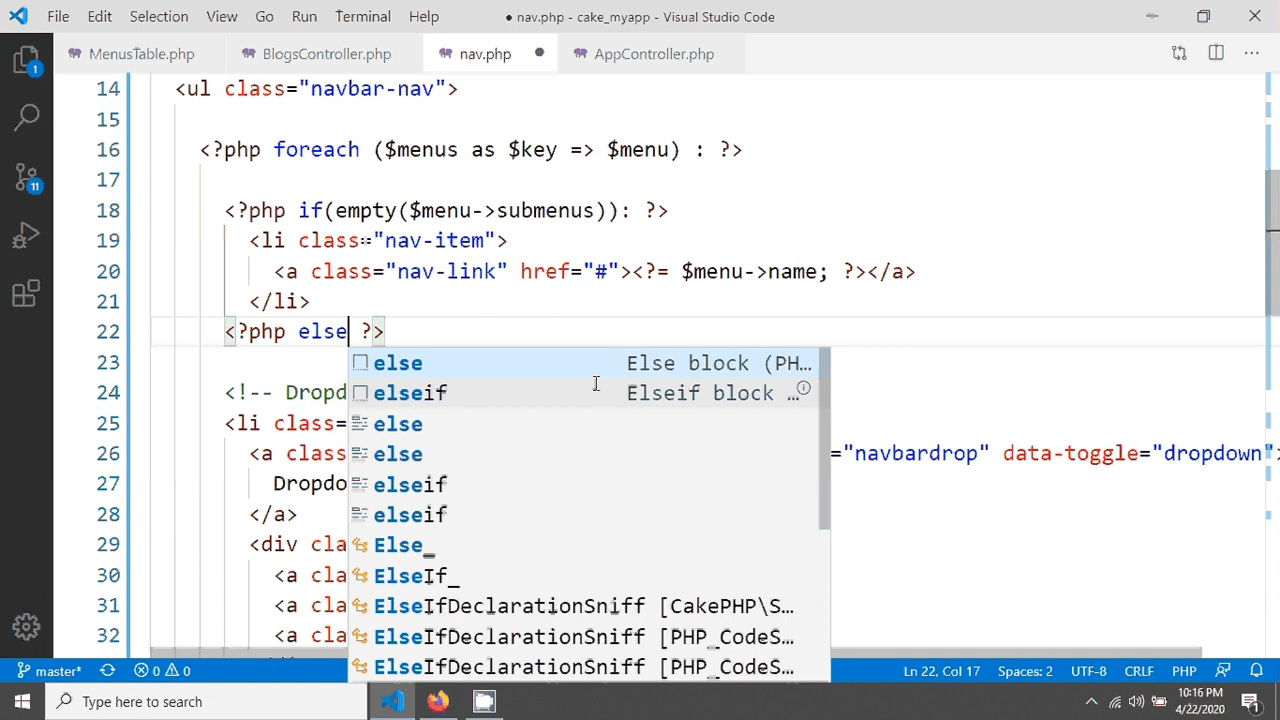 File Edit Selection View Go Run Terminal Help ● nav.php - cake_myapp - Visual Studio Code
MenusTable.php BlogsController.php nav.php AppController.php
1
14 <ul class="navbar-nav">
15
16 <?php foreach ($menus as $key => $menu) : ?>
17
11
18 <?php if(empty($menu->submenus)): ?>
19 <li class="nav-item">
20 <a class="nav-link" href="#"><?= $menu->name; ?></a>
21 </li>
22 <?php else ?>
23 else Else block (PH…
24 <!-- Dropd elseif Elseif block …
25 <li class= else
26 <a class else ="navbardrop" data-toggle="dropdown">
27 Dropdo elseif
28 </a> elseif
29 <div cla Else_
30 <a cla ElseIf_
31 <a cla ElseIfDeclarationSniff [CakePHP\S…
32 <a cla ElseIfDeclarationSniff [PHP_CodeS…
ElseIfDeclarationSniff [PHP_CodeS…
master* 0 0 Ln 22, Col 17 Spaces: 2 UTF-8 CRLF PHP
Type here to search 10:16 PM
4/22/2020
1